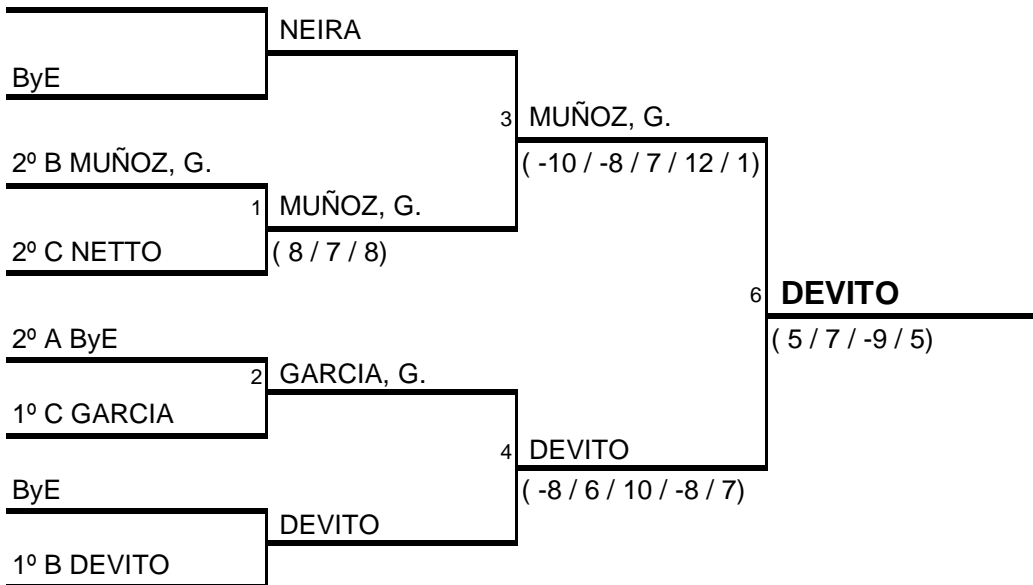 NEIRA
ByE
3 MUÑOZ, G.
2º B MUÑOZ, G.
( -10 / -8 / 7 / 12 / 1)
1 MUÑOZ, G.
2º C NETTO
( 8 / 7 / 8)
6 DEVITO
2º A ByE
( 5 / 7 / -9 / 5)
2 GARCIA, G.
1º C GARCIA
4 DEVITO
ByE
( -8 / 6 / 10 / -8 / 7)
DEVITO
1º B DEVITO